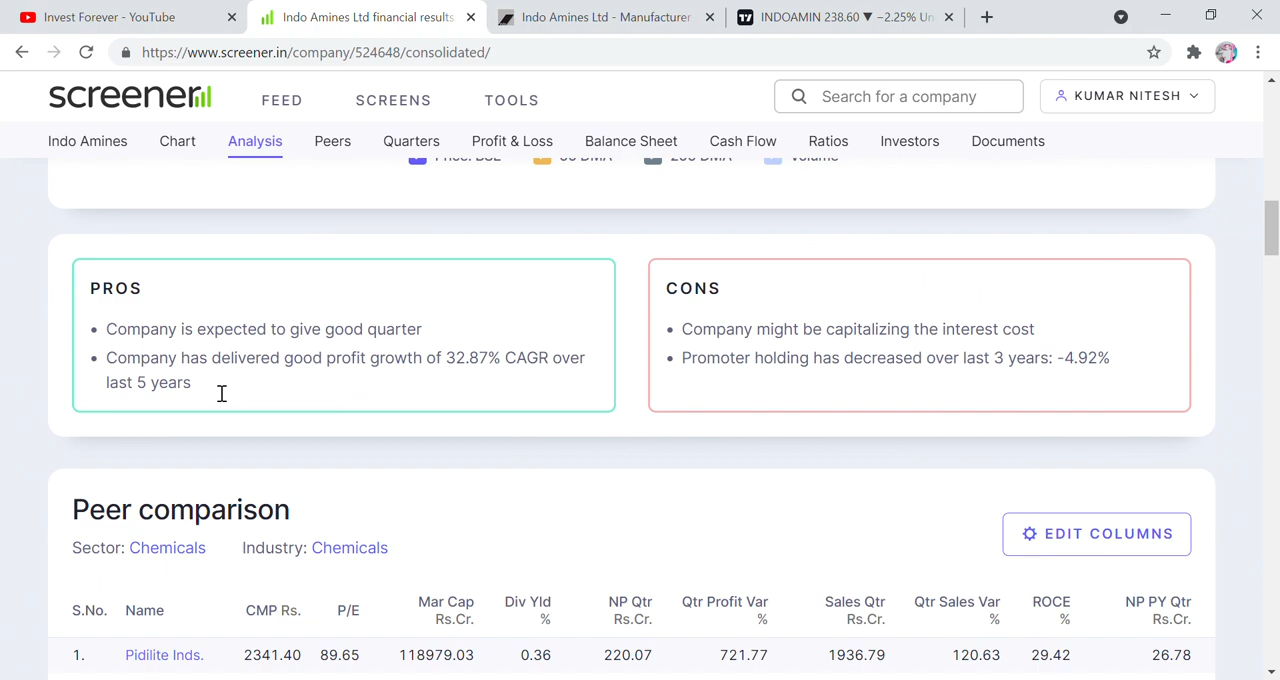 Invest Forever - YouTube
Indo Amines Ltd financial results
Indo Amines Ltd - Manufacturer
INDOAMIN 238.60 ▼ −2.25% Un
https://www.screener.in/company/524648/consolidated/
screener
FEED
SCREENS
TOOLS
Search for a company
KUMAR NITESH
Indo Amines
Chart
Analysis
Peers
Quarters
Profit & Loss
Balance Sheet
Cash Flow
Ratios
Investors
Documents
PROS
• Company is expected to give good quarter
• Company has delivered good profit growth of 32.87% CAGR over
last 5 years
CONS
• Company might be capitalizing the interest cost
• Promoter holding has decreased over last 3 years: -4.92%
Peer comparison
Sector: Chemicals Industry: Chemicals
EDIT COLUMNS
S.No. Name CMP Rs. P/E Mar Cap Div Yld NP Qtr Qtr Profit Var Sales Qtr Qtr Sales Var ROCE NP PY Qtr
Rs.Cr. % Rs.Cr. % Rs.Cr. % % Rs.Cr.
1. Pidilite Inds. 2341.40 89.65 118979.03 0.36 220.07 721.77 1936.79 120.63 29.42 26.78